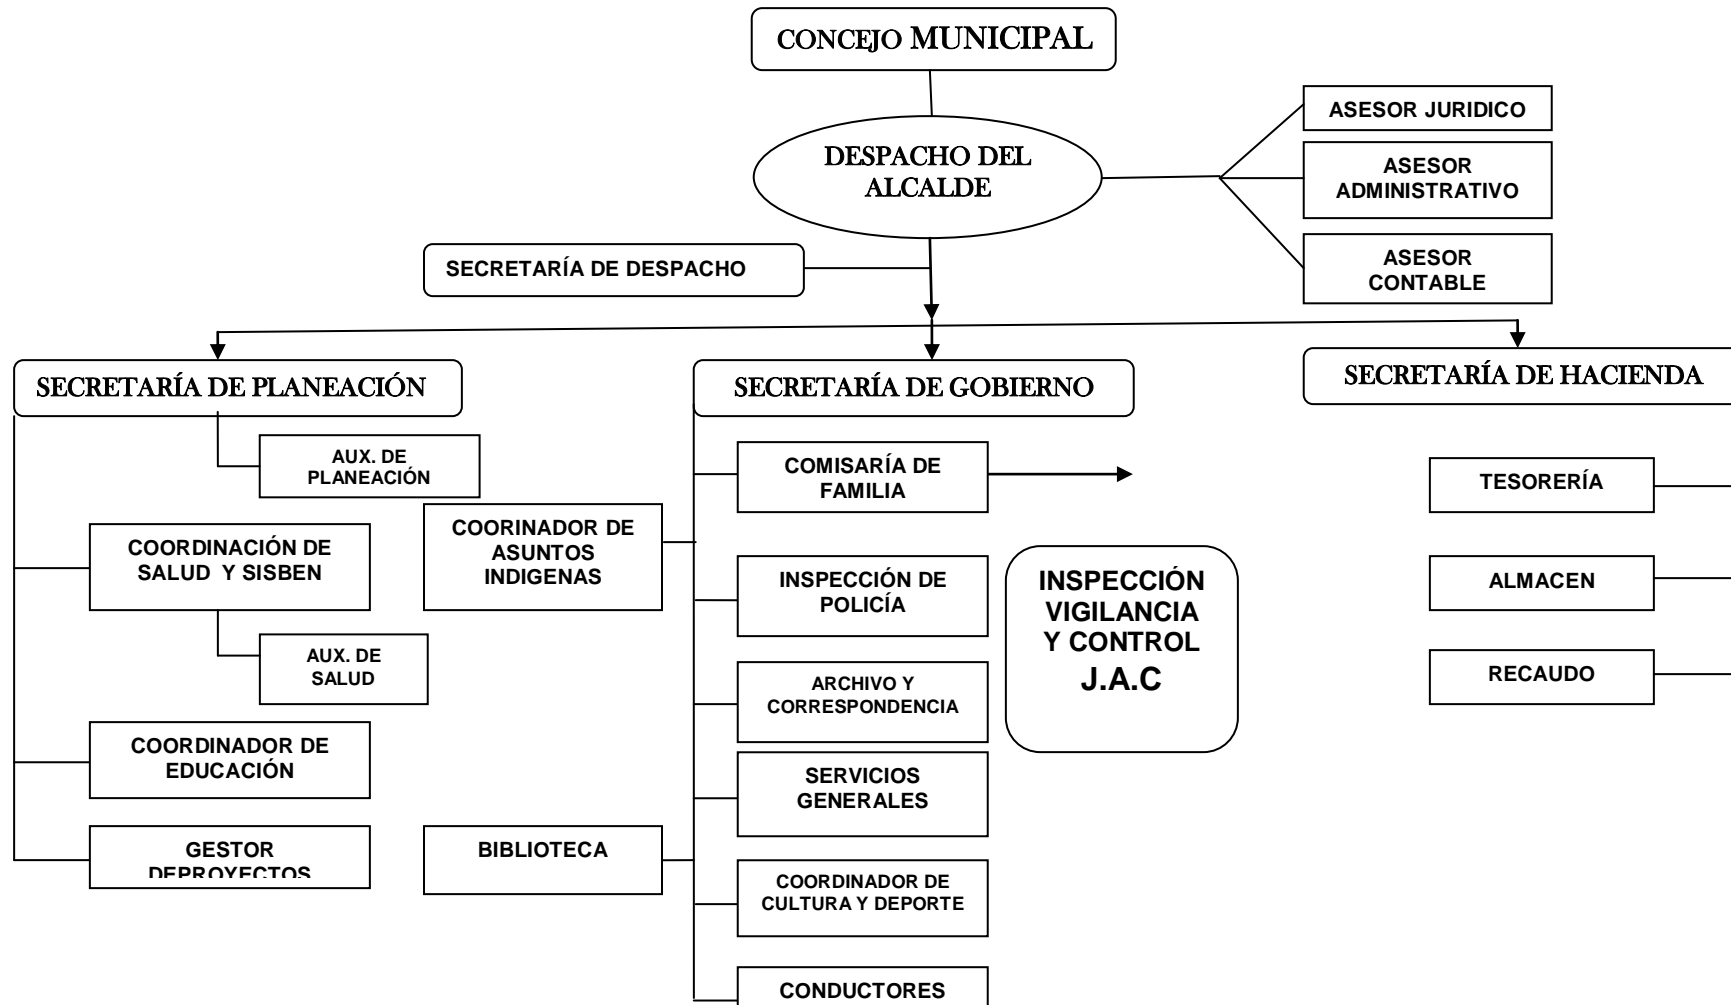 CONCEJO MUNICIPAL
ASESOR JURIDICO
DESPACHO DEL
ALCALDE
ASESOR
ADMINISTRATIVO
ASESOR
CONTABLE
SECRETARÍA DE DESPACHO
SECRETARÍA DE PLANEACIÓN
SECRETARÍA DE GOBIERNO
SECRETARÍA DE HACIENDA
AUX. DE
PLANEACIÓN
COORDINACIÓN DE
SALUD Y SISBEN
AUX. DE
SALUD
COORDINADOR DE
EDUCACIÓN
GESTOR
DEPROYECTOS
COORINADOR DE
ASUNTOS
INDIGENAS
BIBLIOTECA
COMISARÍA DE
FAMILIA
INSPECCIÓN DE
POLICÍA
ARCHIVO Y
CORRESPONDENCIA
SERVICIOS
GENERALES
COORDINADOR DE
CULTURA Y DEPORTE
CONDUCTORES
INSPECCIÓN
VIGILANCIA
Y CONTROL
J.A.C
TESORERÍA
ALMACEN
RECAUDO